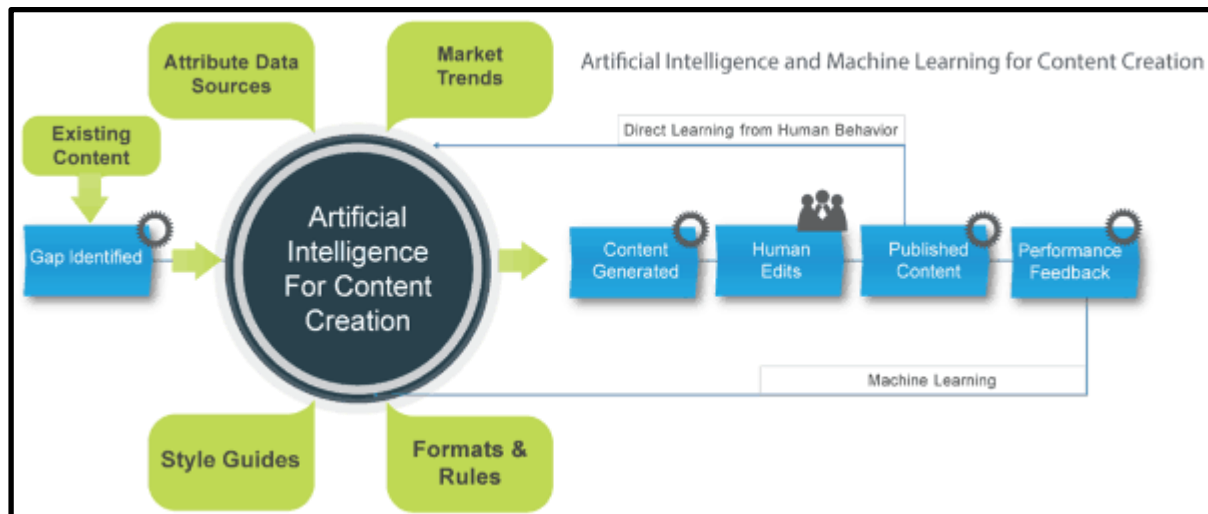 Artificial Intelligence and Machine Learning for Content Creation
Attribute Data
Sources
Market
Trends
Existing
Content
Gap Identified
Artificial
Intelligence
For Content
Creation
Direct Learning from Human Behavior
Content
Generated
Human
Edits
Published
Content
Performance
Feedback
Machine Learning
Style Guides
Formats &
Rules